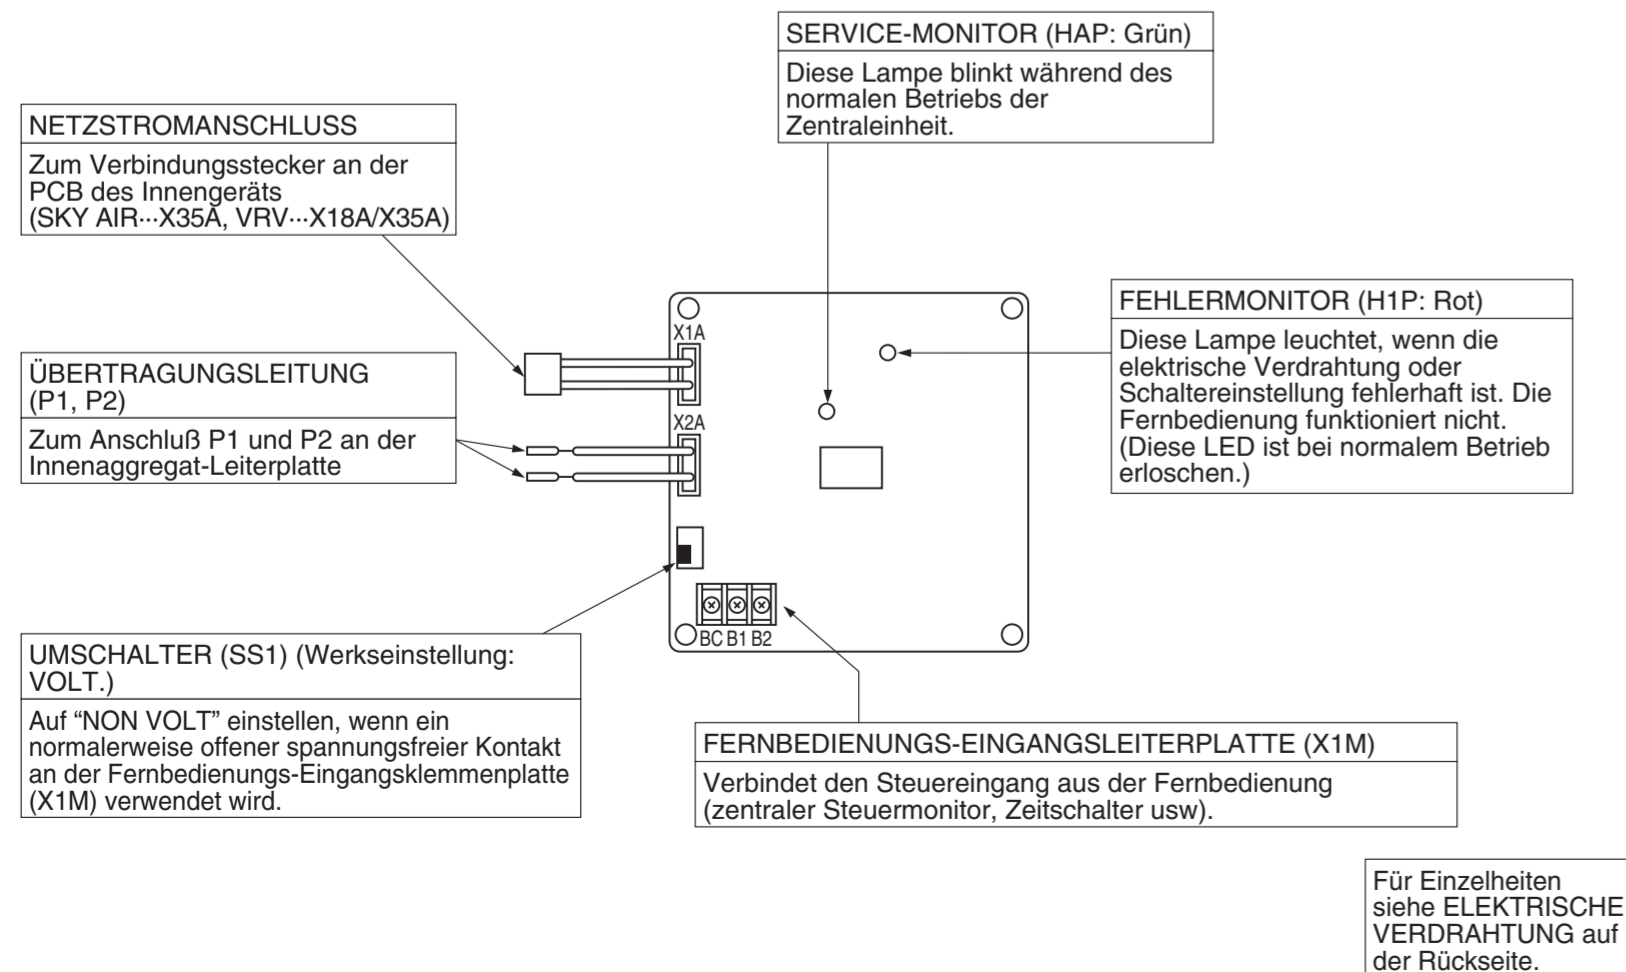 SERVICE-MONITOR (HAP: Grün)
Diese Lampe blinkt während des
normalen Betriebs der
Zentraleinheit.
NETZSTROMANSCHLUSS
Zum Verbindungsstecker an der
PCB des Innengeräts
(SKY AIR···X35A, VRV···X18A/X35A)
FEHLERMONITOR (H1P: Rot)
Diese Lampe leuchtet, wenn die
elektrische Verdrahtung oder
Schaltereinstellung fehlerhaft ist. Die
Fernbedienung funktioniert nicht.
(Diese LED ist bei normalem Betrieb
erloschen.)
X1A
ÜBERTRAGUNGSLEITUNG
(P1, P2)
Zum Anschluß P1 und P2 an der
Innenaggregat-Leiterplatte
X2A
BC B1 B2
UMSCHALTER (SS1) (Werkseinstellung:
VOLT.)
Auf “NON VOLT” einstellen, wenn ein
normalerweise offener spannungsfreier Kontakt
an der Fernbedienungs-Eingangsklemmenplatte
(X1M) verwendet wird.
FERNBEDIENUNGS-EINGANGSLEITERPLATTE (X1M)
Verbindet den Steuereingang aus der Fernbedienung
(zentraler Steuermonitor, Zeitschalter usw).
Für Einzelheiten
siehe ELEKTRISCHE
VERDRAHTUNG auf
der Rückseite.